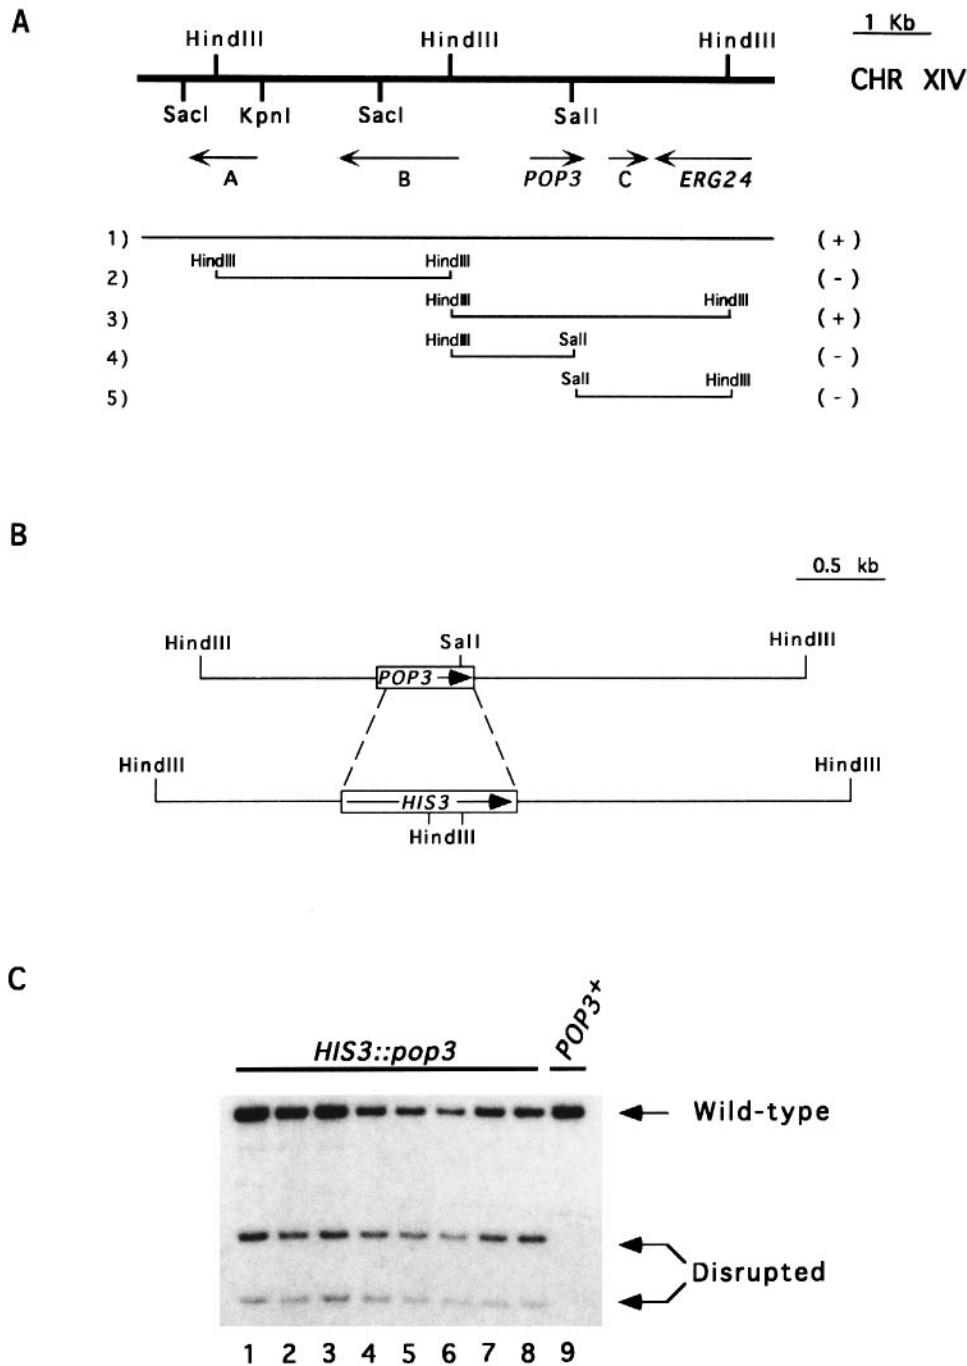 A
HindIII HindIII HindIII
1 Kb
CHR XIV
SacI KpnI SacI SalI
A B POP3 C ERG24
1) (+)
HindIII HindIII
2) (-)
HindIII HindIII
3) (+)
HindIII SalI
4) (-)
SalI HindIII
5) (-)
B
0.5 kb
HindIII SalI HindIII
POP3
HindIII HindIII
HIS3
HindIII
C
HIS3::pop3 POP3+
Wild-type
Disrupted
1 2 3 4 5 6 7 8 9